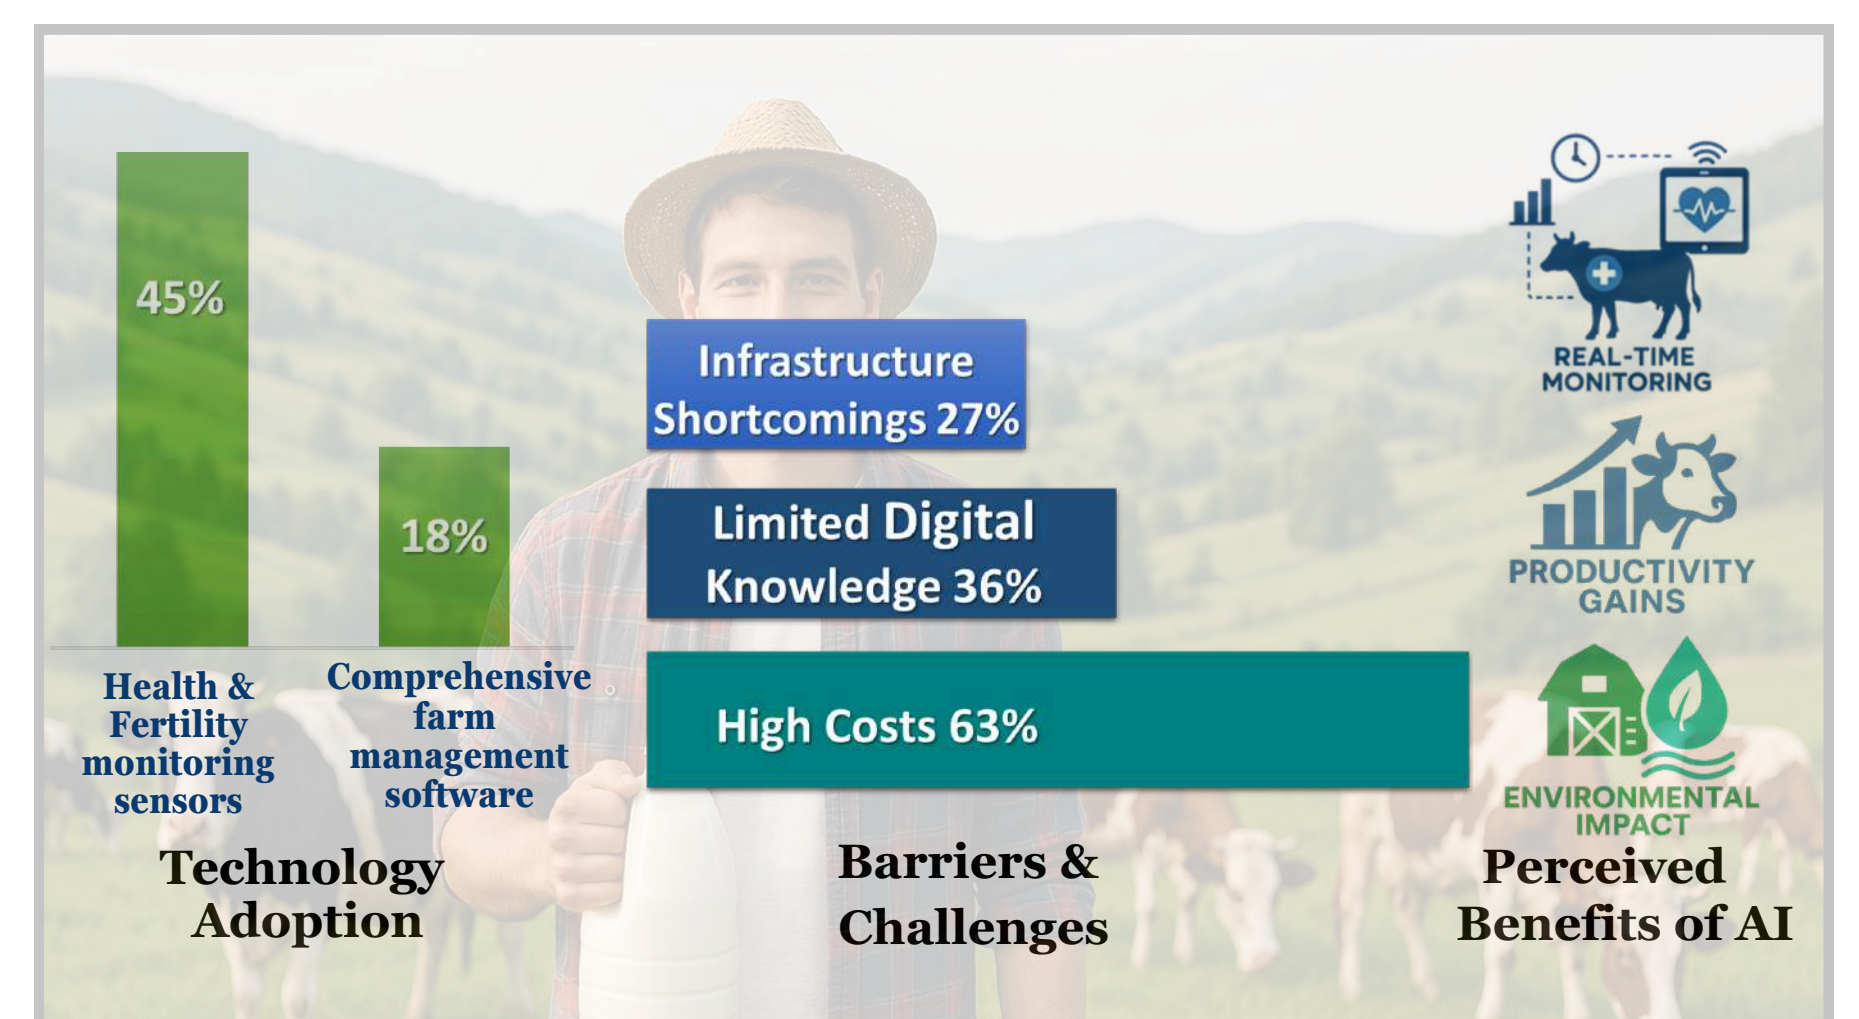 45%
18%
Health &
Fertility
monitoring
sensors
Comprehensive
farm
management
software
Technology
Adoption
Infrastructure
Shortcomings 27%
Limited Digital
Knowledge 36%
High Costs 63%
Barriers &
Challenges
REAL-TIME
MONITORING
PRODUCTIVITY
GAINS
ENVIRONMENTAL
IMPACT
Perceived
Benefits of AI